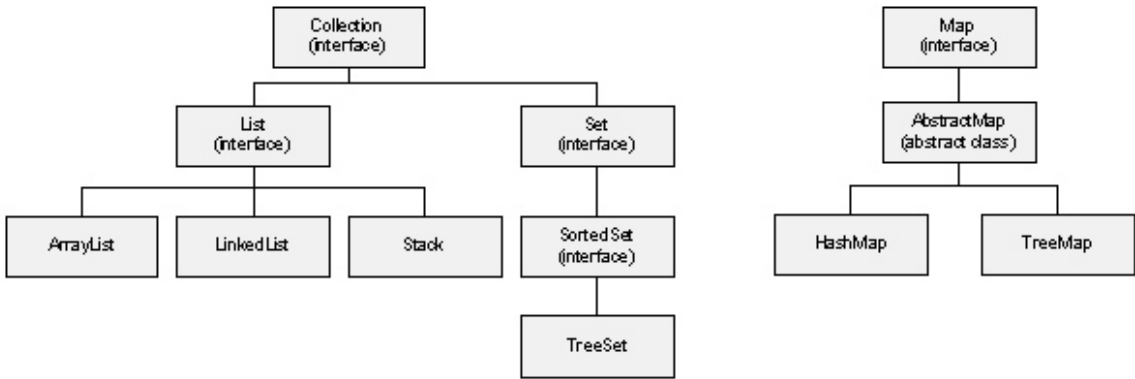 Collection
(interface)
Map
(interface)
List
(interface)
Set
(interface)
AbstractMap
(abstract class)
ArrayList
LinkedList
Stack
SortedSet
(interface)
HashMap
TreeMap
TreeSet